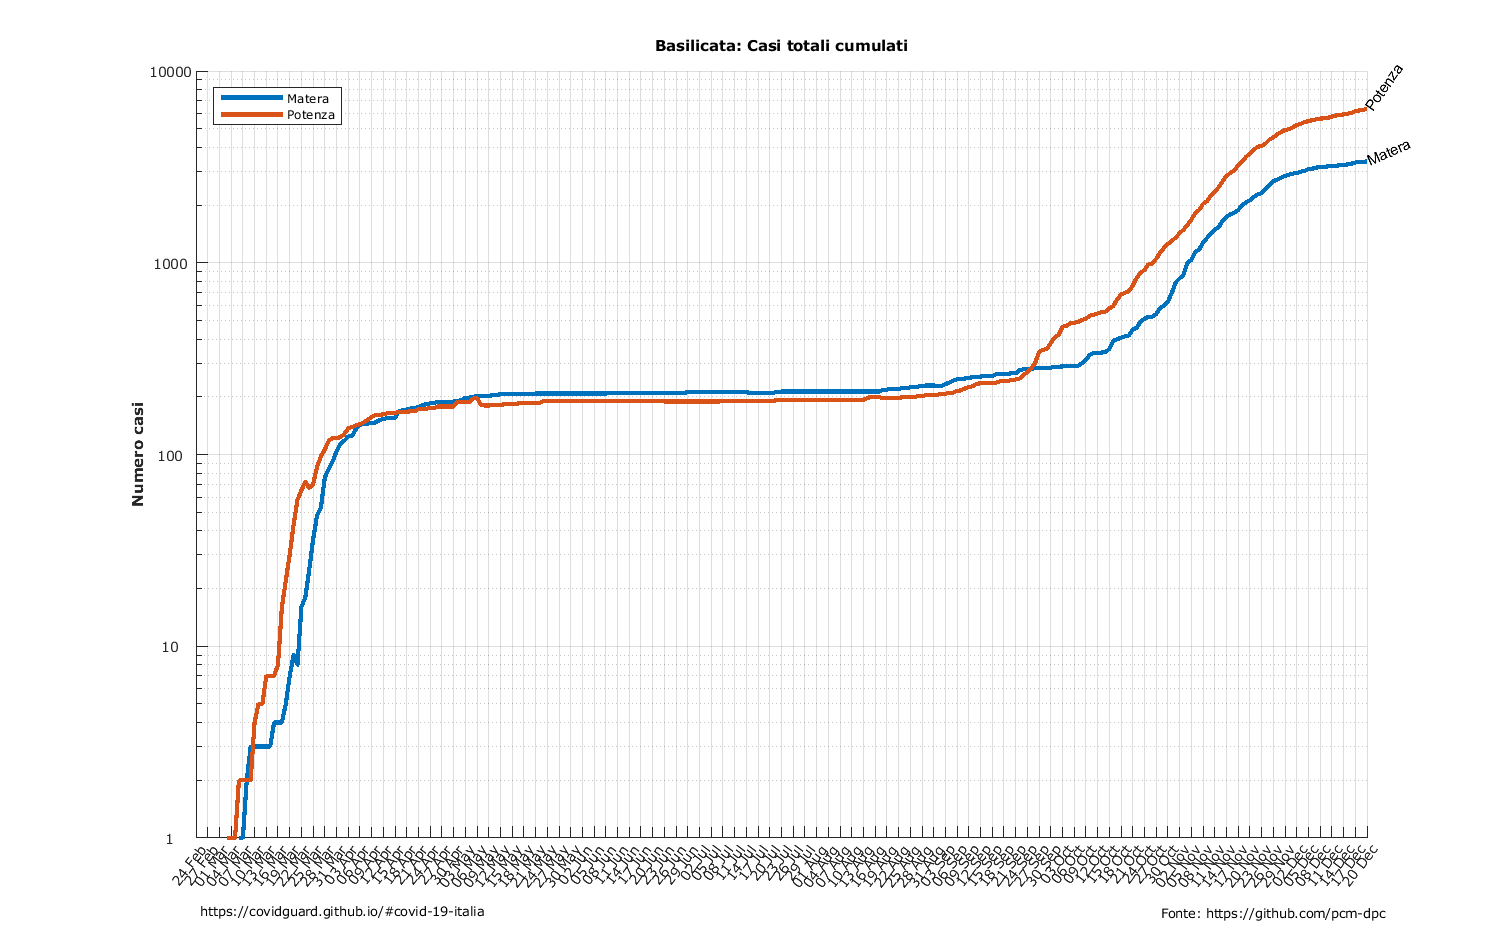 Basilicata: Casi totali cumulati
10000
1000
100
10
1
Numero casi
Matera
Potenza
Potenza
Matera
24 Feb
27 Feb
01 Mar
04 Mar
07 Mar
10 Mar
13 Mar
16 Mar
19 Mar
22 Mar
25 Mar
28 Mar
31 Mar
03 Apr
06 Apr
09 Apr
12 Apr
15 Apr
18 Apr
21 Apr
24 Apr
27 Apr
30 Apr
03 May
06 May
09 May
12 May
15 May
18 May
21 May
24 May
27 May
30 May
02 Jun
05 Jun
08 Jun
11 Jun
14 Jun
17 Jun
20 Jun
23 Jun
26 Jun
29 Jun
02 Jul
05 Jul
08 Jul
11 Jul
14 Jul
17 Jul
20 Jul
23 Jul
26 Jul
29 Jul
01 Aug
04 Aug
07 Aug
10 Aug
13 Aug
16 Aug
19 Aug
22 Aug
25 Aug
28 Aug
31 Aug
03 Sep
06 Sep
09 Sep
12 Sep
15 Sep
18 Sep
21 Sep
24 Sep
27 Sep
30 Sep
03 Oct
06 Oct
09 Oct
12 Oct
15 Oct
18 Oct
21 Oct
24 Oct
27 Oct
30 Oct
02 Nov
05 Nov
08 Nov
11 Nov
14 Nov
17 Nov
20 Nov
23 Nov
26 Nov
29 Nov
02 Dec
05 Dec
08 Dec
11 Dec
14 Dec
17 Dec
20 Dec
https://covidguard.github.io/#covid-19-italia
Fonte: https://github.com/pcm-dpc